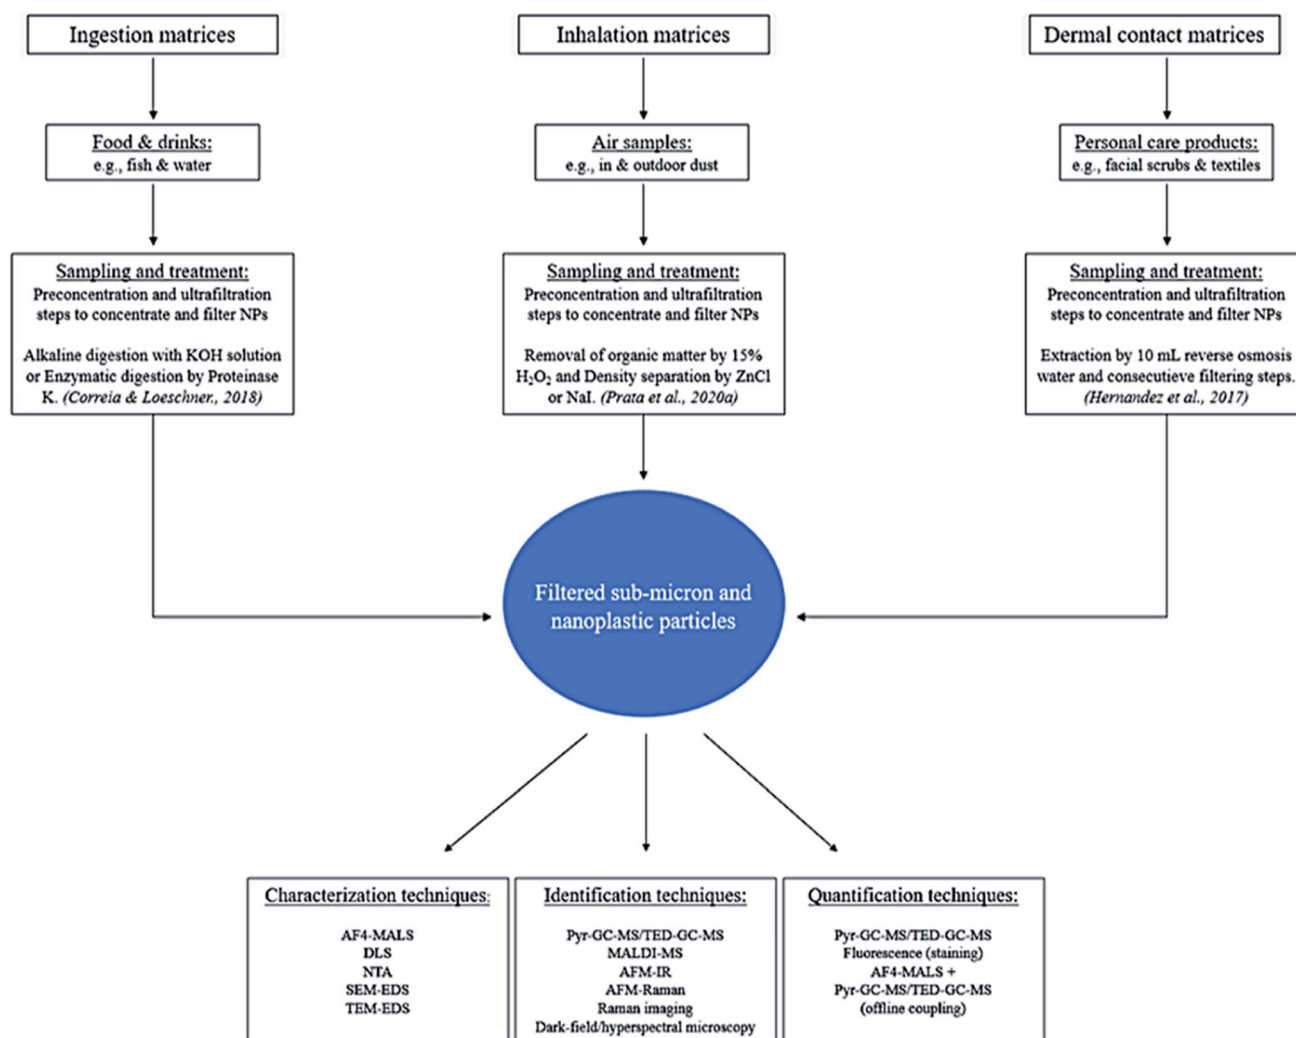 Ingestion matrices
Inhalation matrices
Dermal contact matrices
Food & drinks:
e.g., fish & water
Air samples:
e.g., in & outdoor dust
Personal care products:
e.g., facial scrubs & textiles
Sampling and treatment:
Preconcentration and ultrafiltration
steps to concentrate and filter NPs
Alkaline digestion with KOH solution
or Enzymatic digestion by Proteinase
K. (Correia & Loeschner., 2018)
Sampling and treatment:
Preconcentration and ultrafiltration
steps to concentrate and filter NPs
Removal of organic matter by 15%
H₂O₂ and Density separation by ZnCl
or NaI. (Prata et al., 2020a)
Sampling and treatment:
Preconcentration and ultrafiltration
steps to concentrate and filter NPs
Extraction by 10 mL reverse osmosis
water and consecutieve filtering steps.
(Hernandez et al., 2017)
Filtered sub-micron and
nanoplastic particles
Characterization techniques:
AF4-MALS
DLS
NTA
SEM-EDS
TEM-EDS
Identification techniques:
Pyr-GC-MS/TED-GC-MS
MALDI-MS
AFM-IR
AFM-Raman
Raman imaging
Dark-field/hyperspectral microscopy
Quantification techniques:
Pyr-GC-MS/TED-GC-MS
Fluorescence (staining)
AF4-MALS +
Pyr-GC-MS/TED-GC-MS
(offline coupling)